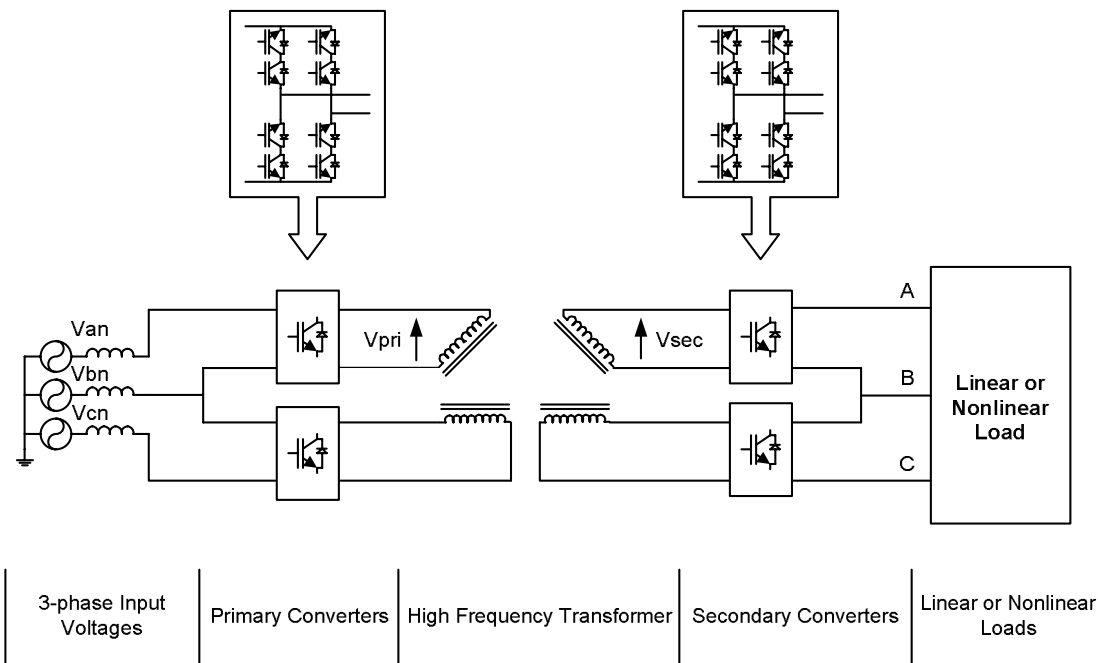 Van
Vbn
Vcn
Vpri
Vsec
A
B
C
Linear or
Nonlinear
Load
3-phase Input
Voltages
Primary Converters
High Frequency Transformer
Secondary Converters
Linear or Nonlinear
Loads